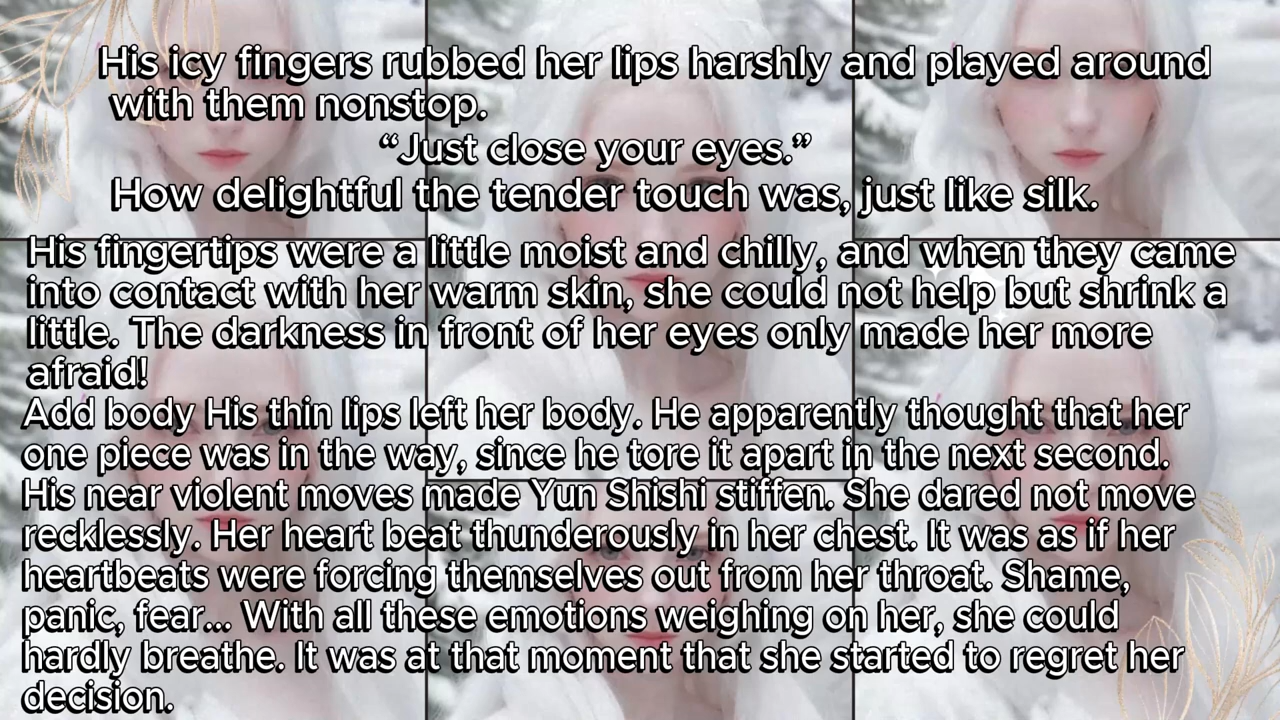 His icy fingers rubbed her lips harshly and played around
with them nonstop.
“Just close your eyes.”
How delightful the tender touch was, just like silk.
His fingertips were a little moist and chilly, and when they came
into contact with her warm skin, she could not help but shrink a
little. The darkness in front of her eyes only made her more
afraid!
Add body His thin lips left her body. He apparently thought that her
one piece was in the way, since he tore it apart in the next second.
His near violent moves made Yun Shishi stiffen. She dared not move
recklessly. Her heart beat thunderously in her chest. It was as if her
heartbeats were forcing themselves out from her throat. Shame,
panic, fear... With all these emotions weighing on her, she could
hardly breathe. It was at that moment that she started to regret her
decision.